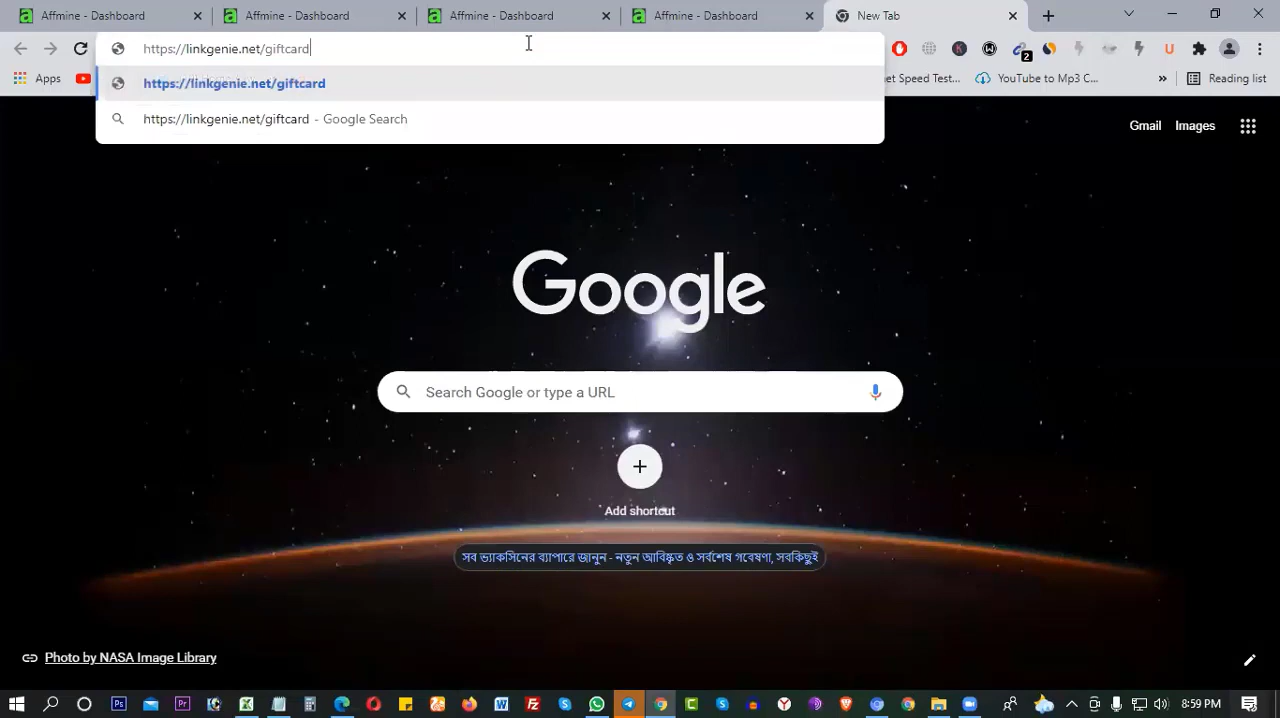 Affmine - Dashboard
Affmine - Dashboard
Affmine - Dashboard
Affmine - Dashboard
New Tab
https://linkgenie.net/giftcard
2
Apps
et Speed Test...
YouTube to Mp3 C...
»
Reading list
https://linkgenie.net/giftcard
https://linkgenie.net/giftcard - Google Search
Gmail
Images
Google
Search Google or type a URL
Add shortcut
সব ভ্যাকসিনের ব্যাপারে জানুন - নতুন আবিষ্কৃত ও সর্বশেষ গবেষণা, সবকিছুই
Photo by NASA Image Library
8:59 PM